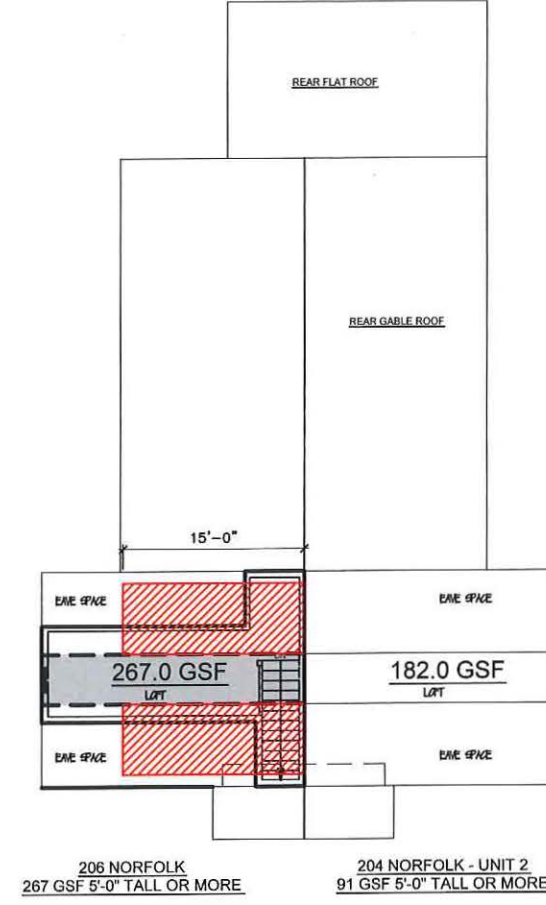 REAR FLAT ROOF
REAR GABLE ROOF
15'-0"
EAVE SPACE
EAVE SPACE
267.0 GSF
LOFT
182.0 GSF
LOFT
EAVE SPACE
EAVE SPACE
206 NORFOLK
267 GSF 5'-0" TALL OR MORE
204 NORFOLK - UNIT 2
91 GSF 5'-0" TALL OR MORE